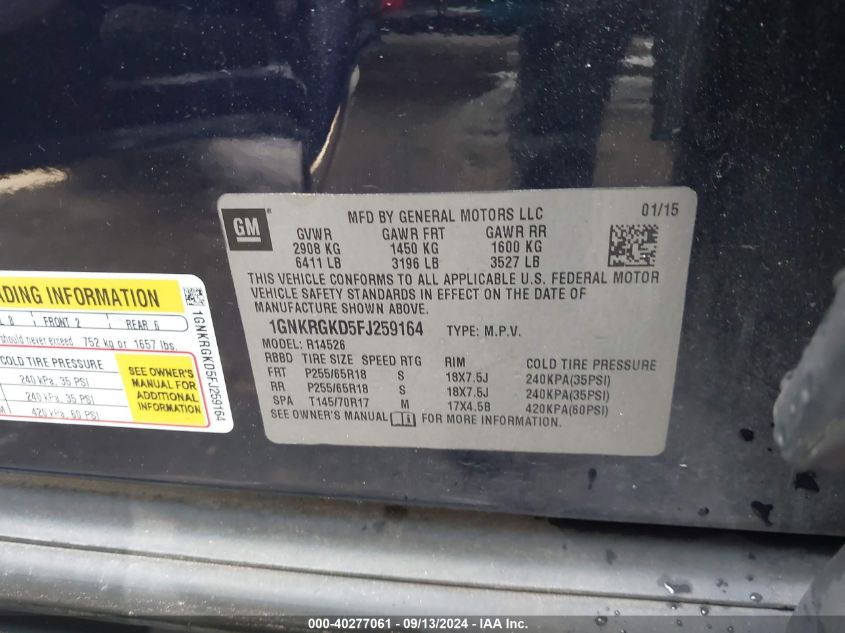 GM
MFD BY GENERAL MOTORS LLC
01/15
GVWR GAWR FRT GAWR RR
2908 KG 1450 KG 1600 KG
6411 LB 3196 LB 3527 LB
THIS VEHICLE CONFORMS TO ALL APPLICABLE U.S. FEDERAL MOTOR
VEHICLE SAFETY STANDARDS IN EFFECT ON THE DATE OF
MANUFACTURE SHOWN ABOVE.
1GNKRGKD5FJ259164 TYPE: M.P.V.
MODEL: R14526
RBBD TIRE SIZE SPEED RTG RIM COLD TIRE PRESSURE
FRT P255/65R18 S 18X7.5J 240KPA(35PSI)
RR P255/65R18 S 18X7.5J 240KPA(35PSI)
SPA T145/70R17 M 17X4.5B 420KPA(60PSI)
SEE OWNER'S MANUAL FOR MORE INFORMATION.
ADING INFORMATION
L 8 FRONT 2 REAR 6
should never exceed 752 kg or 1657 lbs.
COLD TIRE PRESSURE
240 kPa, 35 PSI
240 kPa, 35 PSI
M 420 kPa, 60 PSI
SEE OWNER'S
MANUAL FOR
ADDITIONAL
INFORMATION
1GNKRGKD5FJ259164
000-40277061 - 09/13/2024 - IAA Inc.